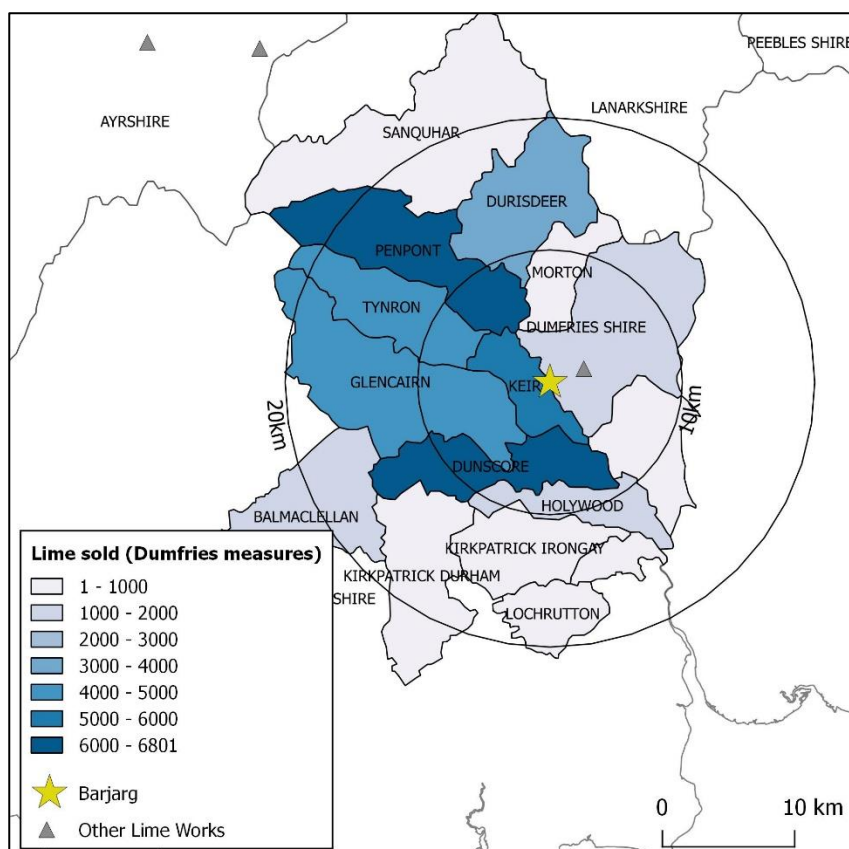 PEEBLES SHIRE
LANARKSHIRE
AYRSHIRE
SANQUHAR
DURISDEER
PENPONT
MORTON
TYNRON
DUMFRIES SHIRE
GLENCAIRN
KEIR
20km
10km
DUNSCORE
HOLYWOOD
BALMACLELLAN
KIRKPATRICK IRONGAY
KIRKPATRICK DURHAM
SHIRE
LOCHRUTTON
Lime sold (Dumfries measures)
1 - 1000
1000 - 2000
2000 - 3000
3000 - 4000
4000 - 5000
5000 - 6000
6000 - 6801
Barjarg
Other Lime Works
0 10 km